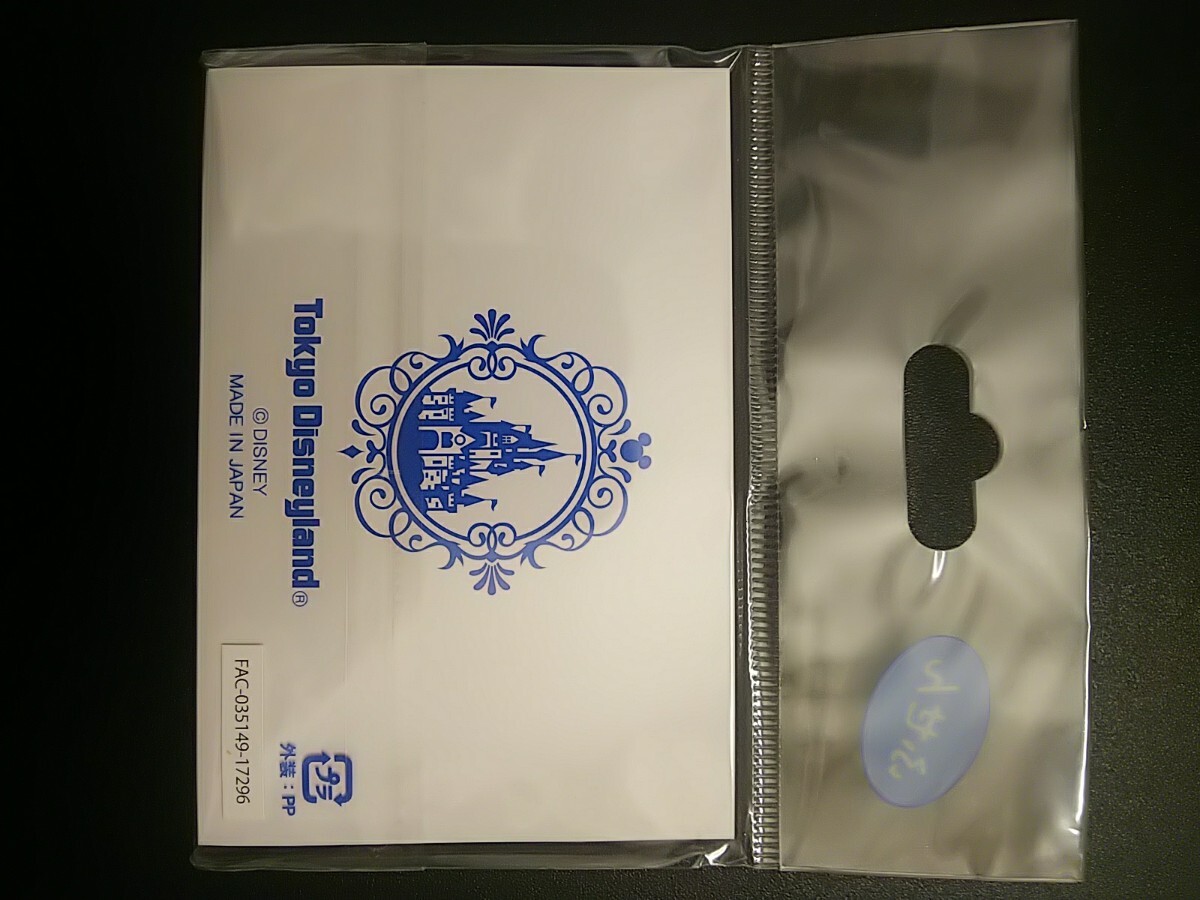 Tokyo Disneyland®
© DISNEY
MADE IN JAPAN
プラ
外装：PP
FAC-035149-17296